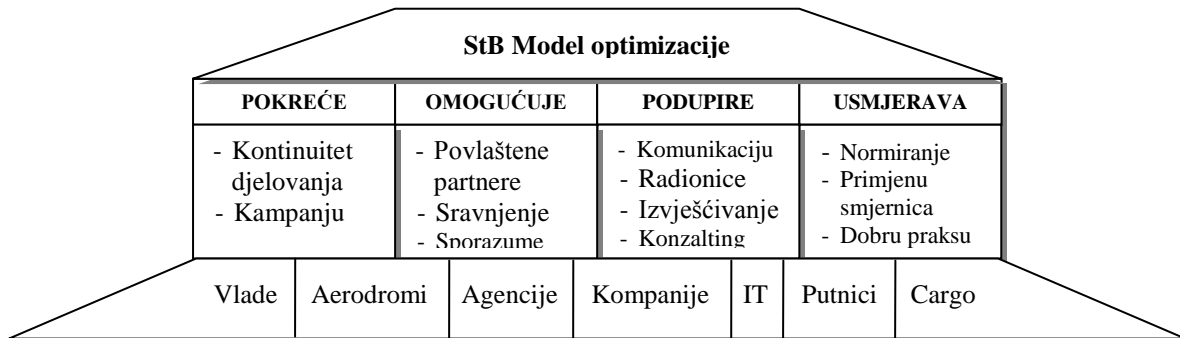 StB Model optimizacije
POKREĆE OMOGUĆUJE PODUPIRE USMJERAVA
- Kontinuitet
djelovanja
- Kampanju
- Povlaštene
partnere
- Sravnjenje
- Sporazume
- Komunikaciju
- Radionice
- Izvješćivanje
- Konzalting
- Normiranje
- Primjenu
smjernica
- Dobru praksu
Vlade Aerodromi Agencije Kompanije IT Putnici Cargo